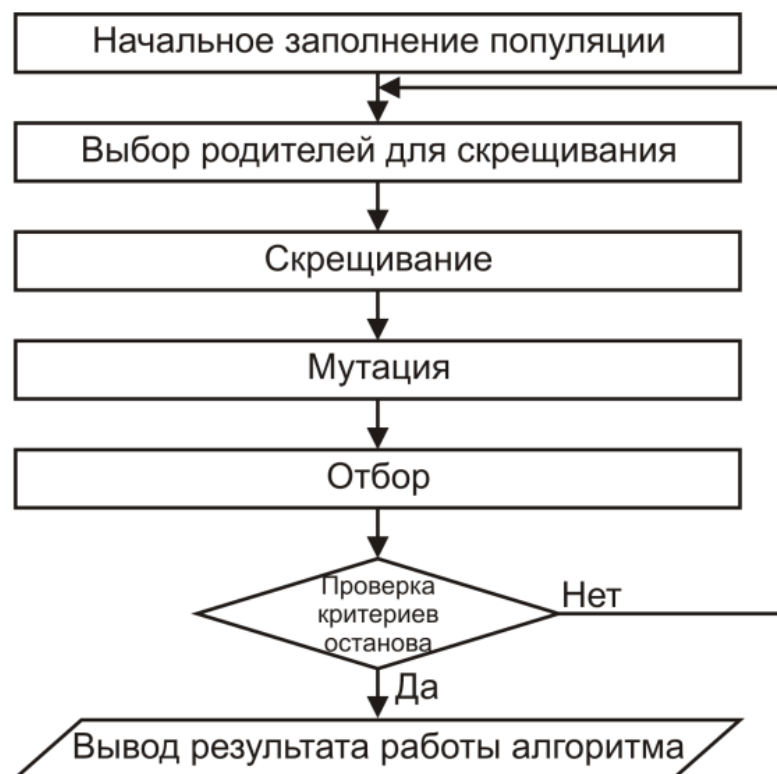 Начальное заполнение популяции
Выбор родителей для скрещивания
Скрещивание
Мутация
Отбор
Проверка
критериев
останова
Нет
Да
Вывод результата работы алгоритма